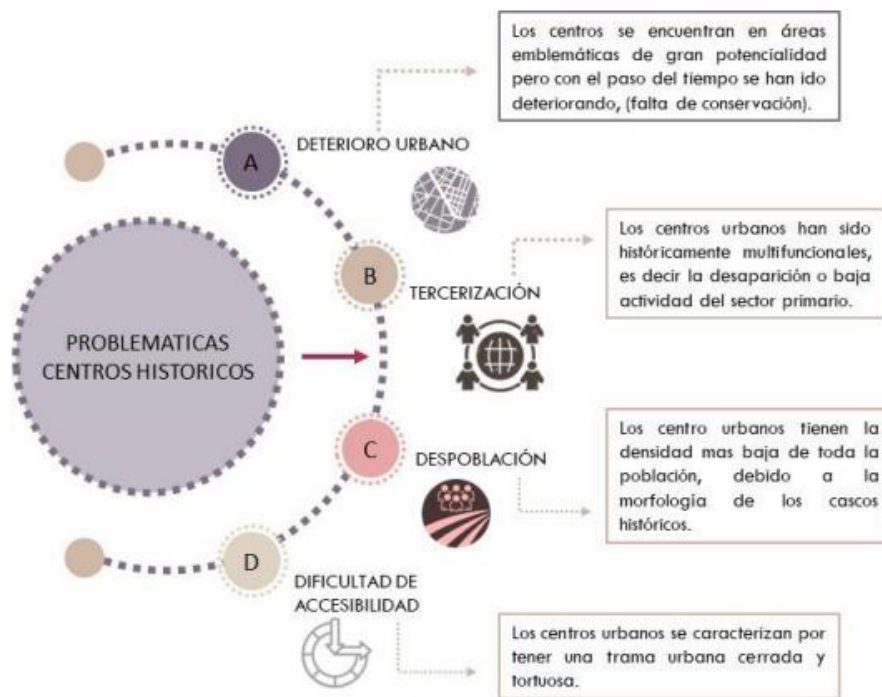 Los centros se encuentran en áreas
emblemáticas de gran potencialidad
pero con el paso del tiempo se han ido
deteriorando, (falta de conservación).
A
DETERIORO URBANO
Los centros urbanos han sido
históricamente multifuncionales,
es decir la desaparición o baja
actividad del sector primario.
B
TERCERIZACIÓN
PROBLEMATICAS
CENTROS HISTORICOS
Los centro urbanos tienen la
densidad mas baja de toda la
población, debido a la
morfología de los cascos
históricos.
C
DESPOBLACIÓN
D
DIFICULTAD DE
ACCESIBILIDAD
Los centros urbanos se caracterizan por
tener una trama urbana cerrada y
tortuosa.